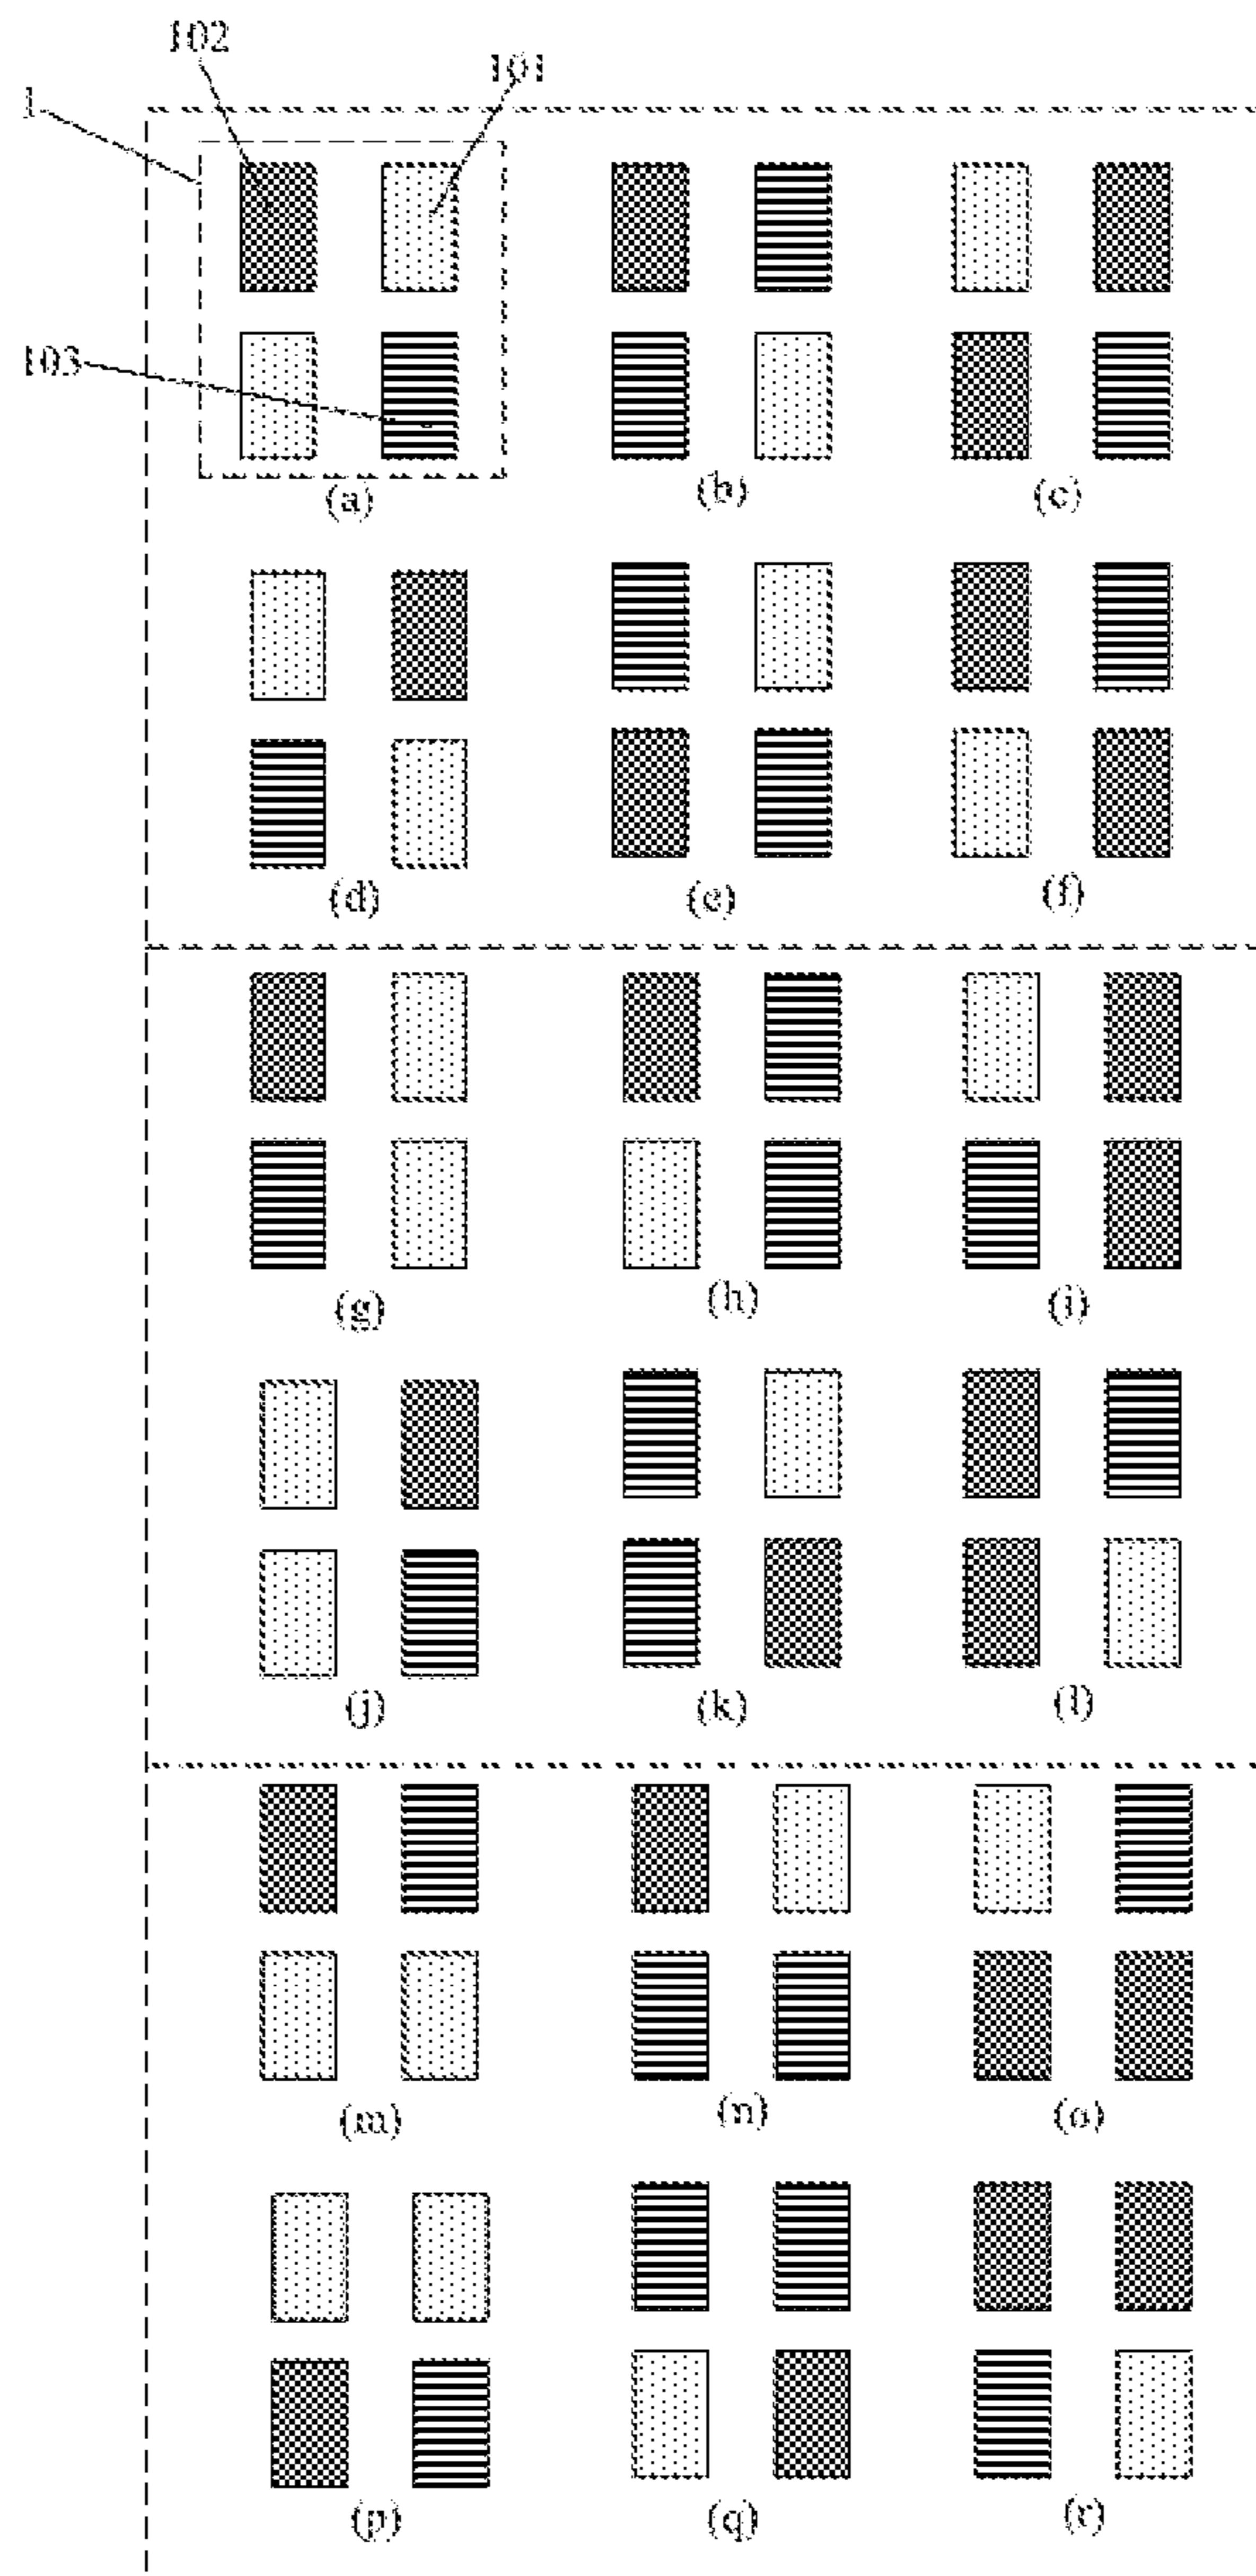 102
101
1
103
(a) (b) (c)
(d) (e) (f)
(g) (h) (i)
(j) (k) (l)
(m) (n) (o)
(p) (q) (r)